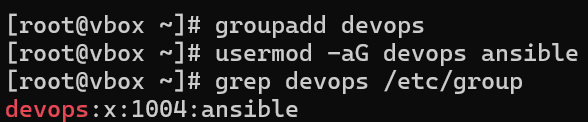 [root@vbox ~]# groupadd devops
[root@vbox ~]# usermod -aG devops ansible
[root@vbox ~]# grep devops /etc/group
devops:x:1004:ansible